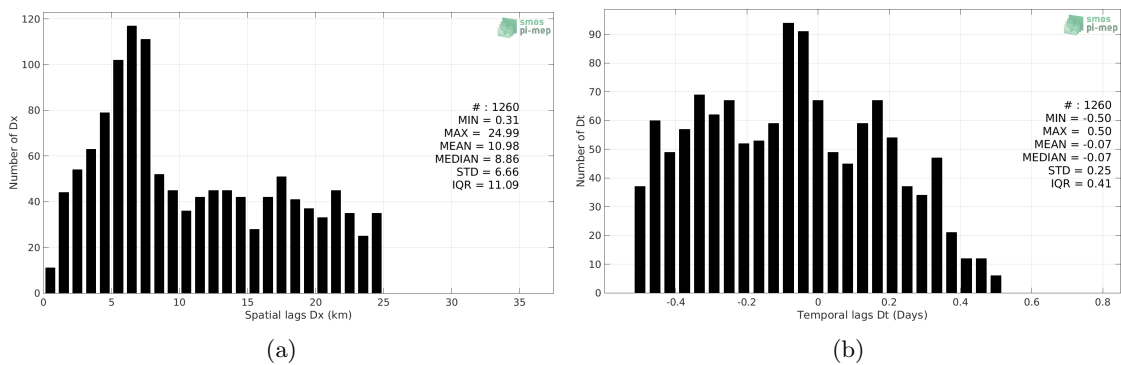 120
100
80
60
40
20
0
Number of Dx
smos
pi-mep
# : 1260
MIN = 0.31
MAX = 24.99
MEAN = 10.98
MEDIAN = 8.86
STD = 6.66
IQR = 11.09
0 5 10 15 20 25 30 35
Spatial lags Dx (km)
(a)
90
80
70
60
50
40
30
20
10
0
Number of Dt
smos
pi-mep
# : 1260
MIN = -0.50
MAX = 0.50
MEAN = -0.07
MEDIAN = -0.07
STD = 0.25
IQR = 0.41
-0.4 -0.2 0 0.2 0.4 0.6 0.8
Temporal lags Dt (Days)
(b)